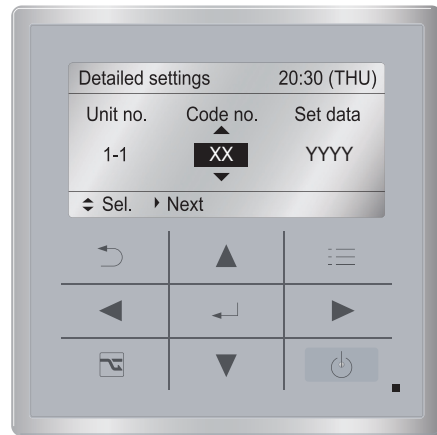 Detailed settings 20:30 (THU)
Unit no. Code no. Set data
1-1 XX YYYY
Sel. Next